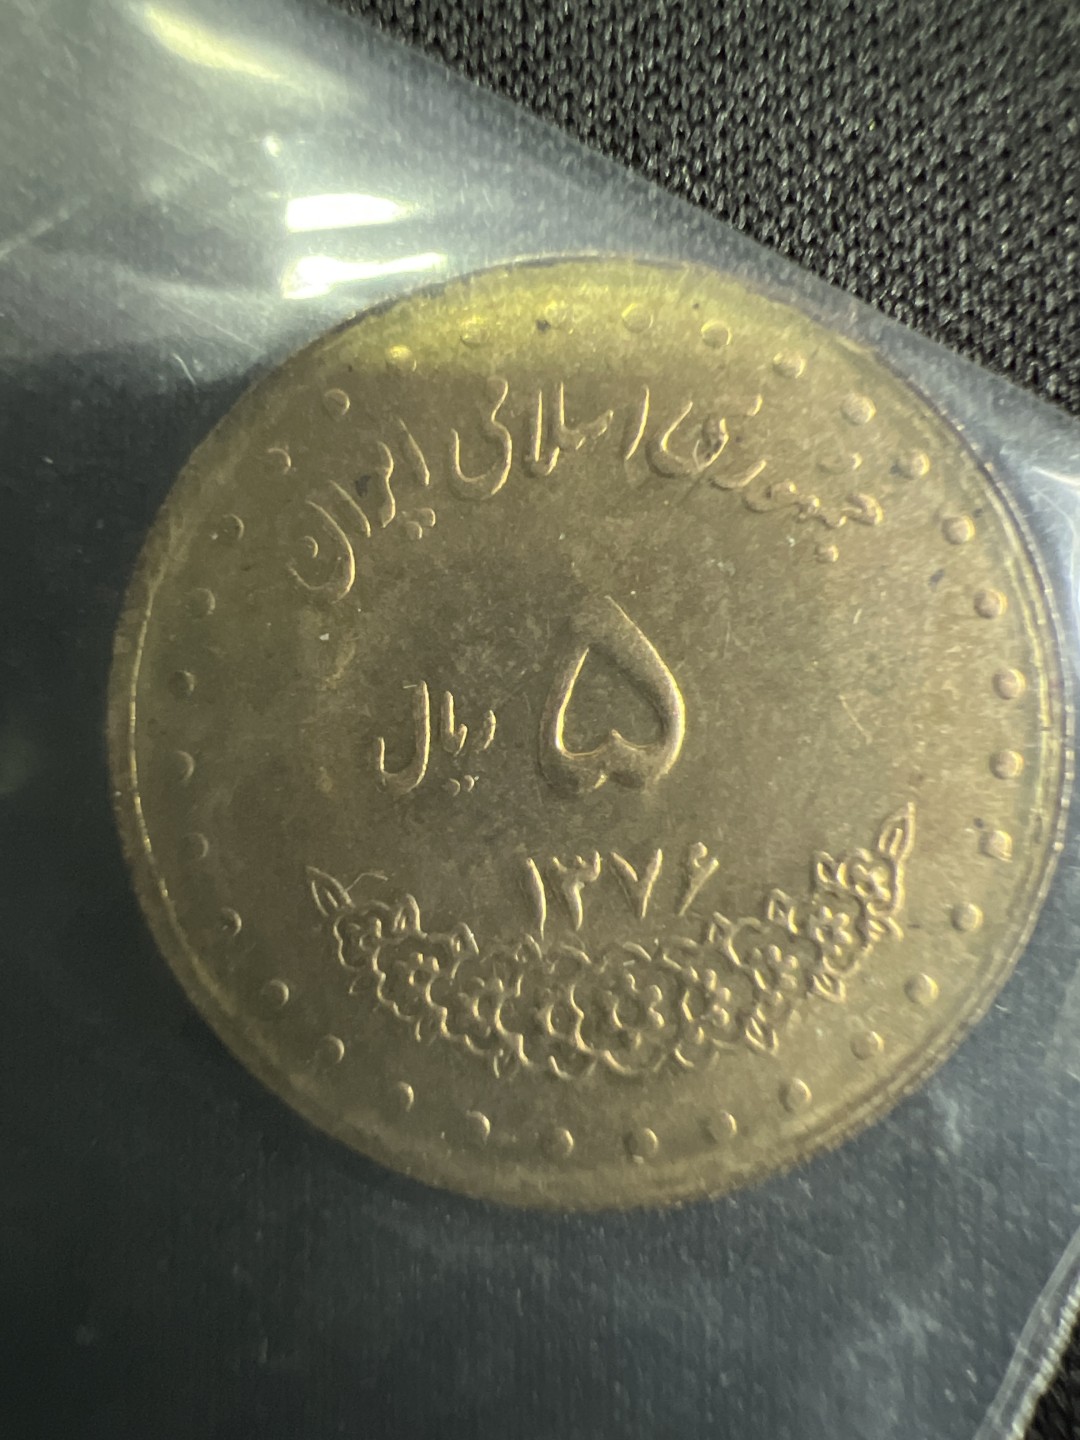 جمهوری اسلامی ایران
۵ ریال
۱۳۷۶